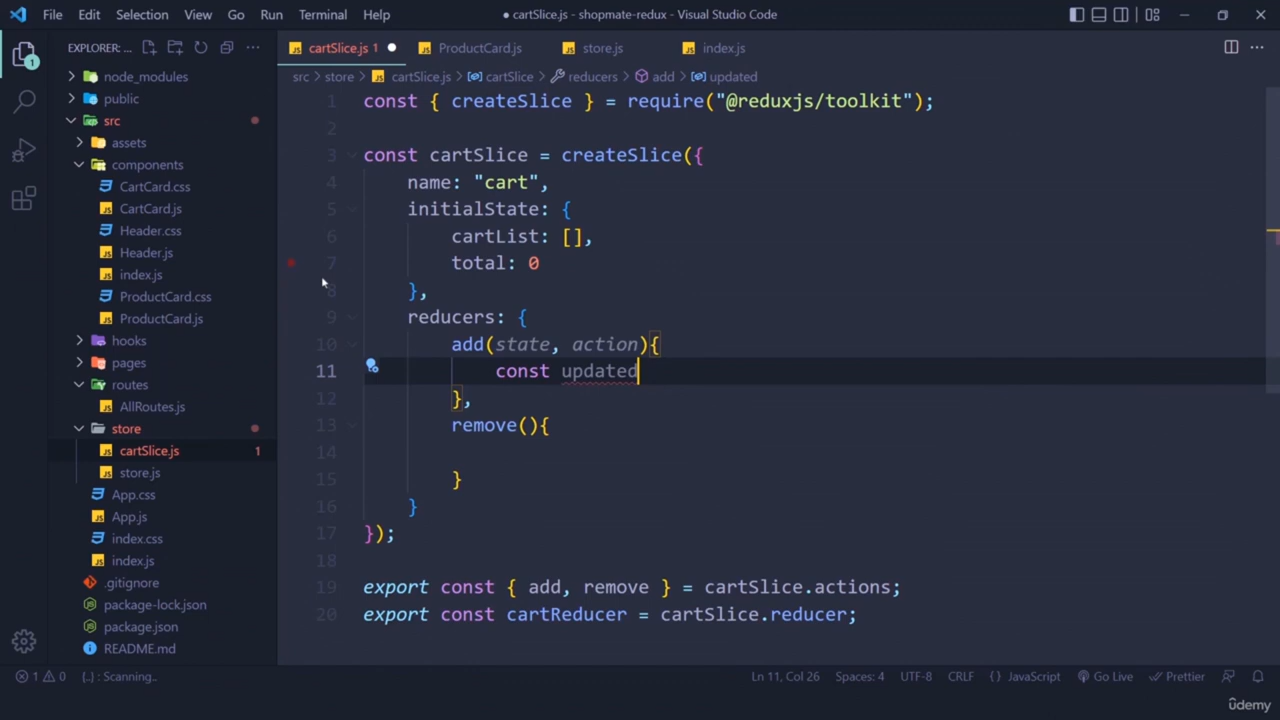 File Edit Selection View Go Run Terminal Help
● cartSlice.js - shopmate-redux - Visual Studio Code
EXPLORER: ...
cartSlice.js 1 ●
ProductCard.js
store.js
index.js
src > store > cartSlice.js > cartSlice > reducers > add > updated
node_modules
public
src
assets
components
CartCard.css
CartCard.js
Header.css
Header.js
index.js
ProductCard.css
ProductCard.js
hooks
pages
routes
AllRoutes.js
store
cartSlice.js 1
store.js
App.css
App.js
index.css
index.js
.gitignore
package-lock.json
package.json
README.md
1 const { createSlice } = require("@reduxjs/toolkit");
2
3 const cartSlice = createSlice({
4 name: "cart",
5 initialState: {
6 cartList: [],
7 total: 0
8 },
9 reducers: {
10 add(state, action){
11 const updated
12 },
13 remove(){
14
15 }
16 }
17 });
18
19 export const { add, remove } = cartSlice.actions;
20 export const cartReducer = cartSlice.reducer;
1 0 {..} : Scanning..
Ln 11, Col 26 Spaces: 4 UTF-8 CRLF {} JavaScript Go Live Prettier
ûdemy